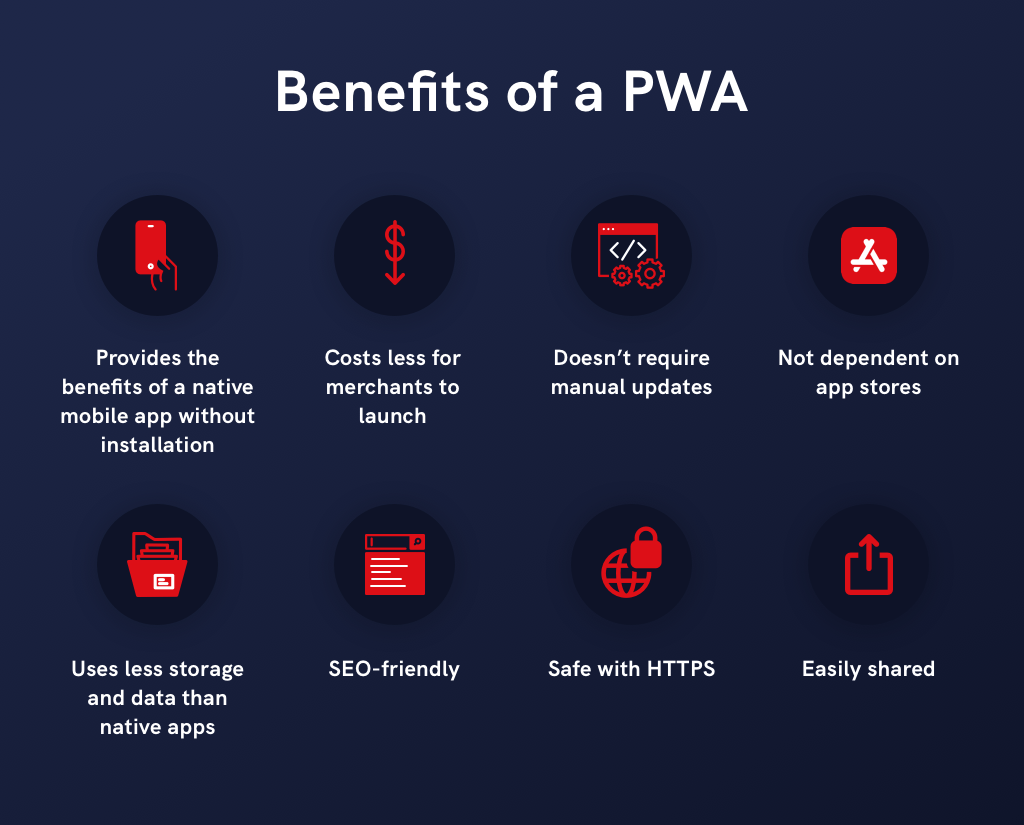 Benefits of a PWA
Provides the
benefits of a native
mobile app without
installation
Costs less for
merchants to
launch
Doesn’t require
manual updates
Not dependent on
app stores
Uses less storage
and data than
native apps
SEO-friendly
Safe with HTTPS
Easily shared